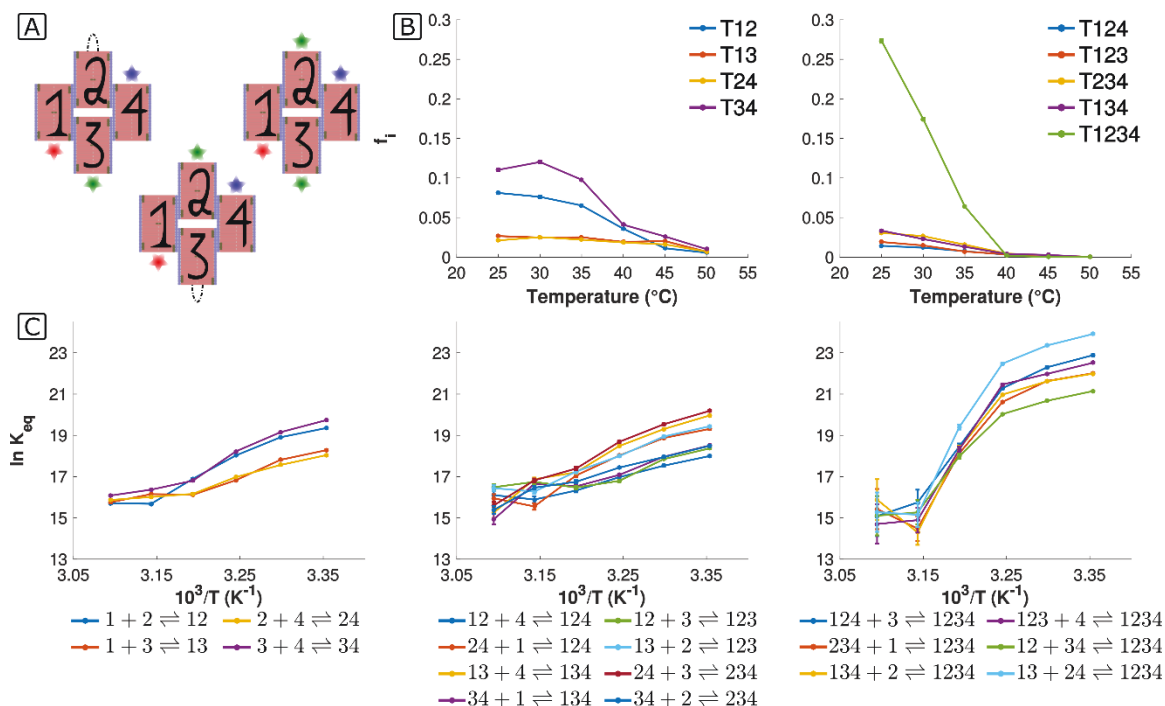 A
B
2
1 4
3
2
1 4
3
2
1 4
3
f_i
0.3
0.25
0.2
0.15
0.1
0.05
0
20 25 30 35 40 45 50 55
Temperature (°C)
T12
T13
T24
T34
0.3
0.25
0.2
0.15
0.1
0.05
0
20 25 30 35 40 45 50 55
Temperature (°C)
T124
T123
T234
T134
T1234
C
ln K_eq
23
21
19
17
15
13
3.05 3.15 3.25 3.35
10³/T (K⁻¹)
1 + 2 ⇌ 12 2 + 4 ⇌ 24
1 + 3 ⇌ 13 3 + 4 ⇌ 34
23
21
19
17
15
13
3.05 3.15 3.25 3.35
10³/T (K⁻¹)
12 + 4 ⇌ 124 12 + 3 ⇌ 123
24 + 1 ⇌ 124 13 + 2 ⇌ 123
13 + 4 ⇌ 134 24 + 3 ⇌ 234
34 + 1 ⇌ 134 34 + 2 ⇌ 234
23
21
19
17
15
13
3.05 3.15 3.25 3.35
10³/T (K⁻¹)
124 + 3 ⇌ 1234 123 + 4 ⇌ 1234
234 + 1 ⇌ 1234 12 + 34 ⇌ 1234
134 + 2 ⇌ 1234 13 + 24 ⇌ 1234